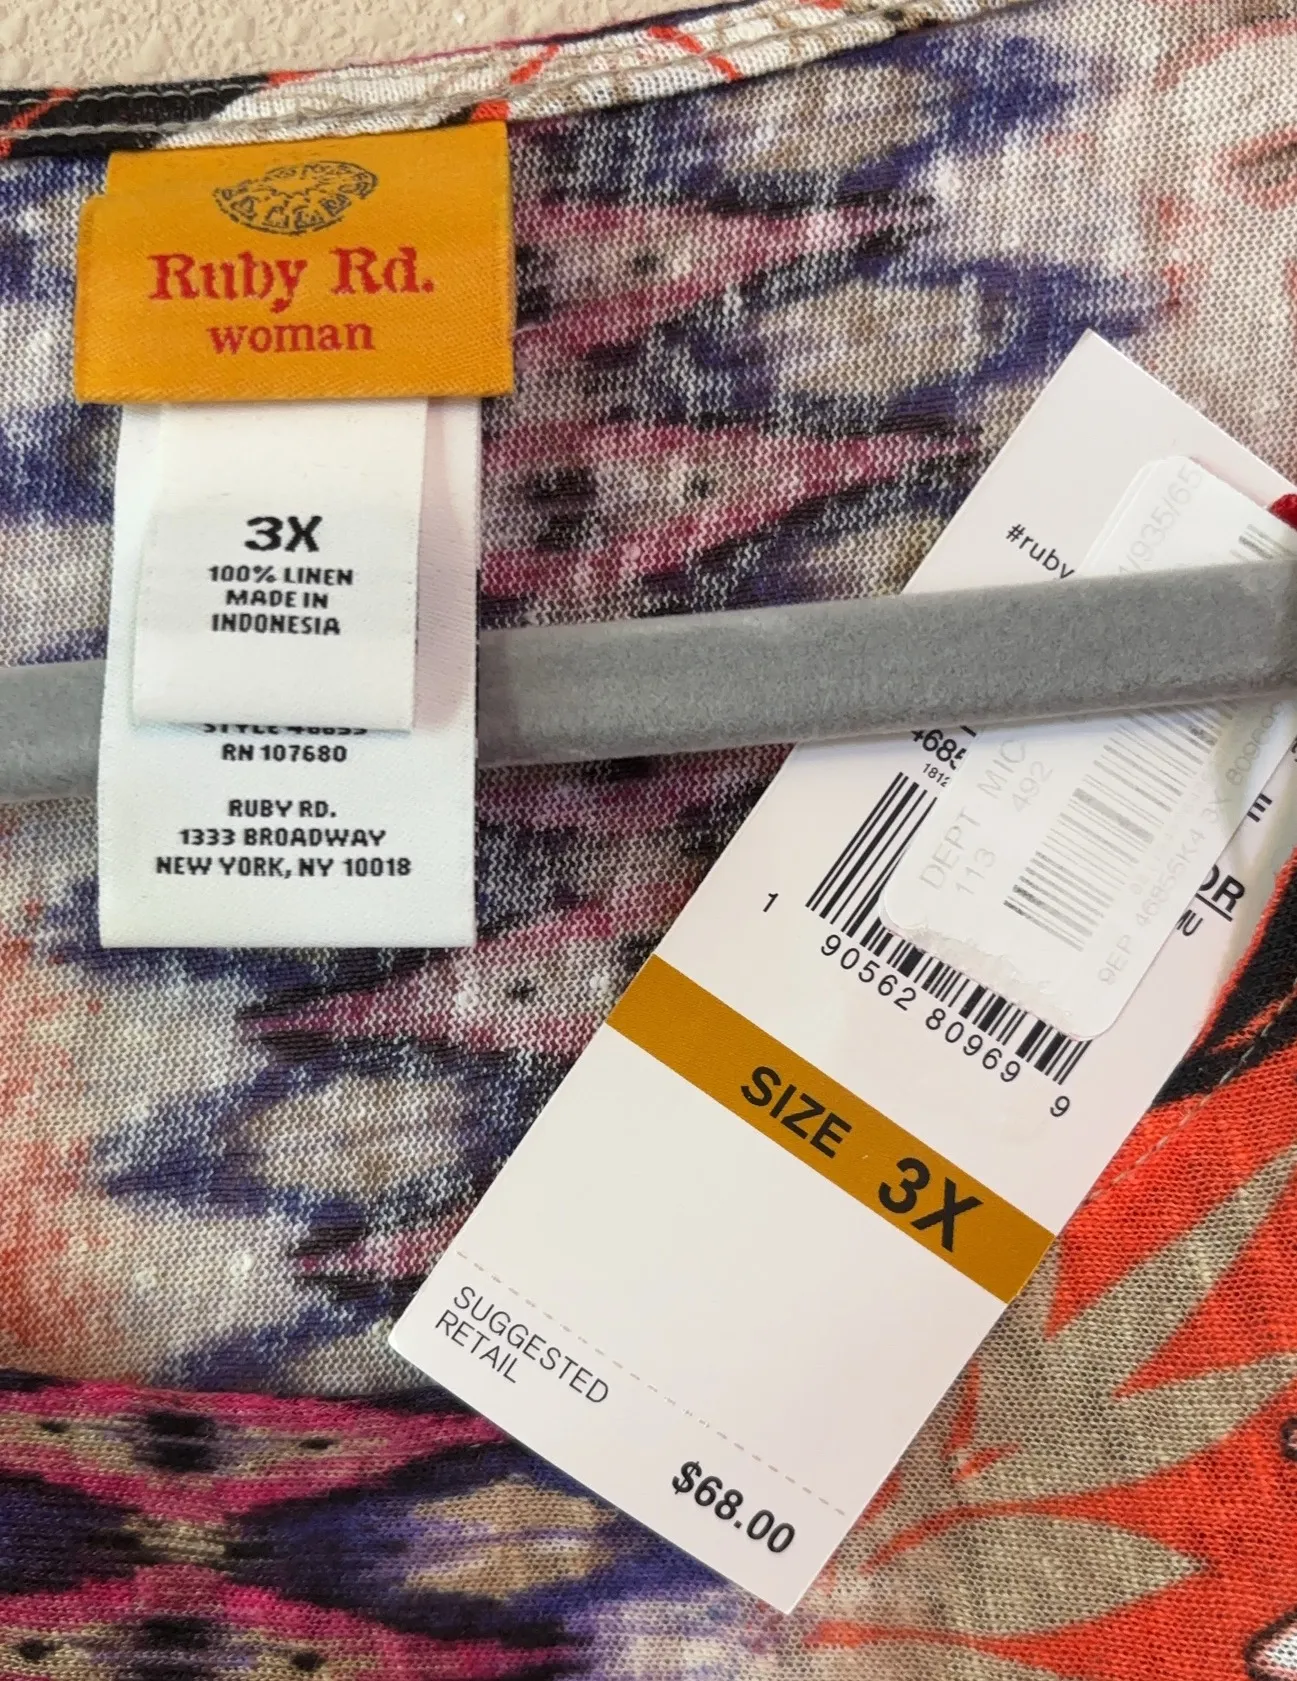 Ruby Rd.
woman
3X
100% LINEN
MADE IN
INDONESIA
RN 107680
RUBY RD.
1333 BROADWAY
NEW YORK, NY 10018
#ruby
DEPT MIC
113 492
1 90562 80969 9
SIZE 3X
SUGGESTED
RETAIL
$68.00